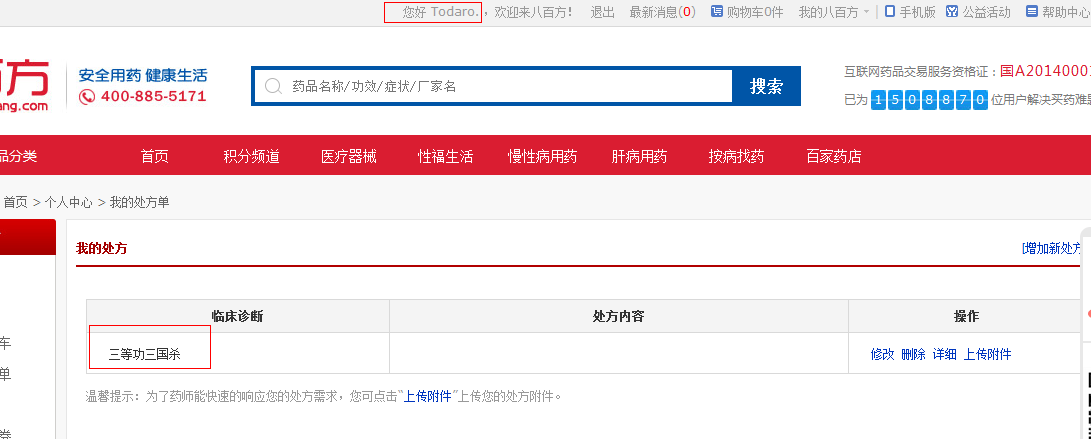 您好 Todaro. , 欢迎来八百方! 退出 最新消息(0) 购物车0件 我的八百方 手机版 公益活动 帮助中心
方
ang.com
安全用药 健康生活
400-885-5171
药品名称/功效/症状/厂家名
搜索
互联网药品交易服务资格证：国A2014000
已为 1508870 位用户解决买药难
品分类 首页 积分频道 医疗器械 性福生活 慢性病用药 肝病用药 按病找药 百家药店
首页 > 个人中心 > 我的处方单
车
单
券
我的处方
[增加新处方
临床诊断 处方内容 操作
三等功三国杀 修改 删除 详细 上传附件
温馨提示：为了药师能快速的响应您的处方需求，您可点击“上传附件”上传您的处方附件。